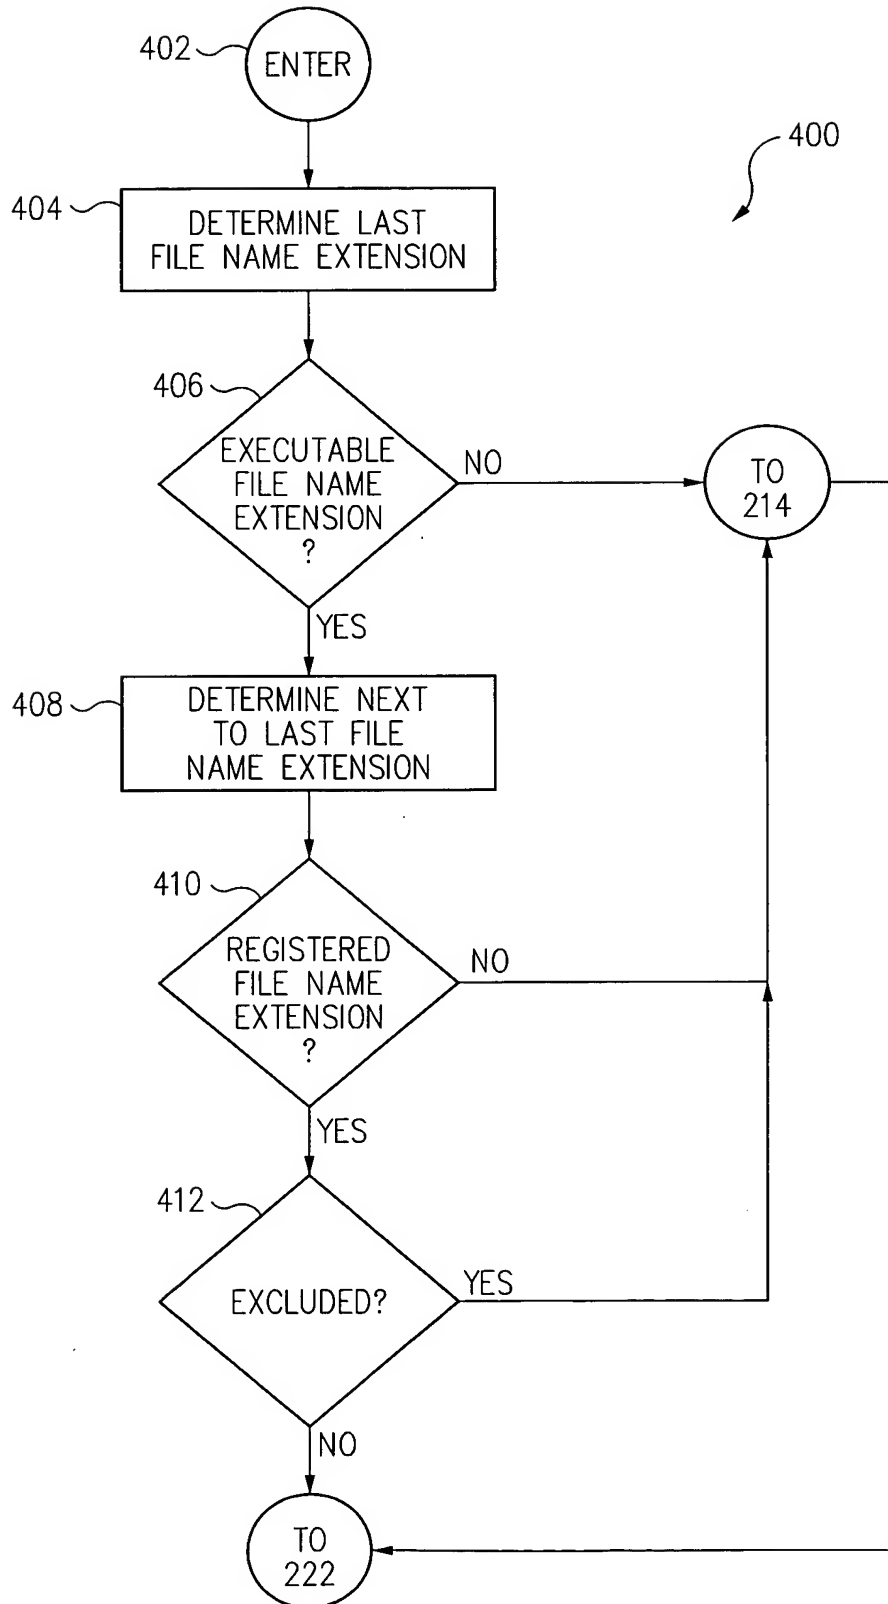 402
ENTER
400
404
DETERMINE LAST
FILE NAME EXTENSION
406
EXECUTABLE
FILE NAME
EXTENSION
?
NO
TO
214
YES
408
DETERMINE NEXT
TO LAST FILE
NAME EXTENSION
410
REGISTERED
FILE NAME
EXTENSION
?
NO
YES
412
EXCLUDED?
YES
NO
TO
222